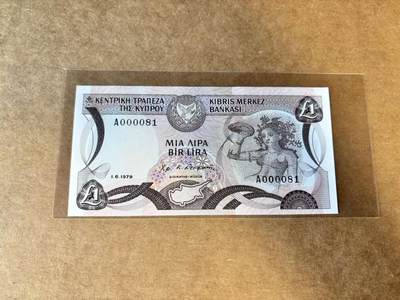 ΚΕΝΤΡΙΚΗ ΤΡΑΠΕΖΑ
ΤΗΣ ΚΥΠΡΟΥ
KIBRIS MERKEZ
BANKASI
£1
A000081
ΜΙΑ ΛΙΡΑ
BİR LİRA
1.6.1979
A000081
£1